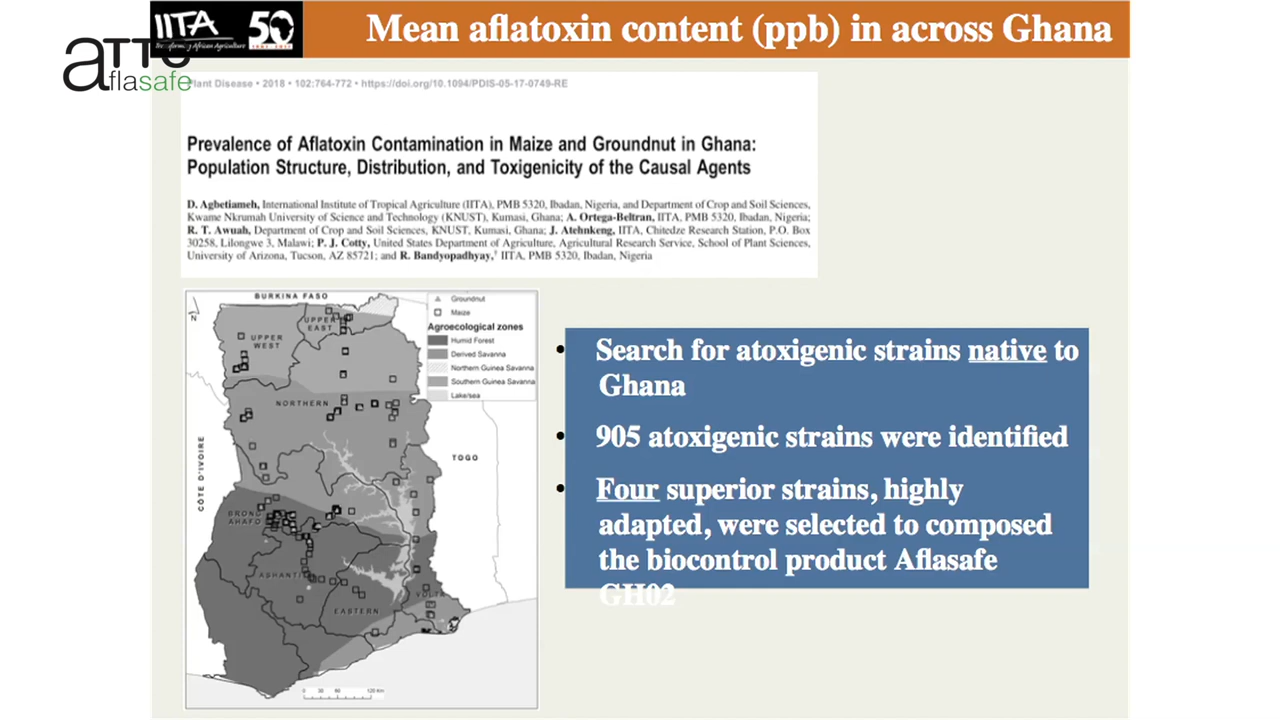 IITA 50
Transforming African Agriculture
Mean aflatoxin content (ppb) in across Ghana
ATTC
aflasafe
Plant Disease • 2018 • 102:764-772 • https://doi.org/10.1094/PDIS-05-17-0749-RE
Prevalence of Aflatoxin Contamination in Maize and Groundnut in Ghana:
Population Structure, Distribution, and Toxigenicity of the Causal Agents
D. Agbetiameh, International Institute of Tropical Agriculture (IITA), PMB 5320, Ibadan, Nigeria, and Department of Crop and Soil Sciences,
Kwame Nkrumah University of Science and Technology (KNUST), Kumasi, Ghana; A. Ortega-Beltran, IITA, PMB 5320, Ibadan, Nigeria;
R. T. Awuah, Department of Crop and Soil Sciences, KNUST, Kumasi, Ghana; J. Atehnkeng, IITA, Chitedze Research Station, P.O. Box
30258, Lilongwe 3, Malawi; P. J. Cotty, United States Department of Agriculture, Agricultural Research Service, School of Plant Sciences,
University of Arizona, Tucson, AZ 85721; and R. Bandyopadhyay,† IITA, PMB 5320, Ibadan, Nigeria
BURKINA FASO
N
UPPER
EAST
UPPER
WEST
NORTHERN
CÔTE D'IVOIRE
TOGO
BRONG
AHAFO
ASHANTI
EASTERN
VOLTA
0 30 60 120 Km
Groundnut
Maize
Agroecological zones
Humid Forest
Derived Savanna
Northern Guinea Savanna
Southern Guinea Savanna
Lake/sea
• Search for atoxigenic strains native to
Ghana
• 905 atoxigenic strains were identified
• Four superior strains, highly
adapted, were selected to composed
the biocontrol product Aflasafe
GH02